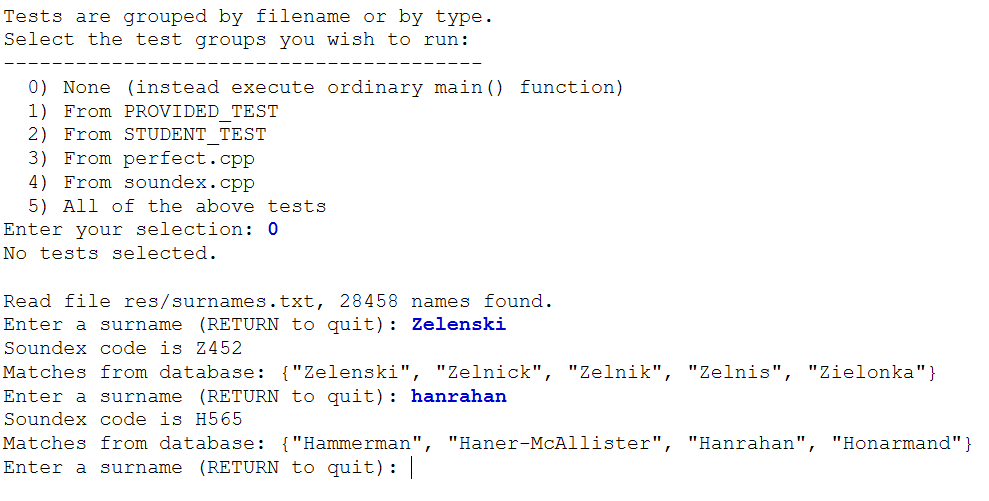 Tests are grouped by filename or by type.
Select the test groups you wish to run:
----------------------------------------
  0) None (instead execute ordinary main() function)
  1) From PROVIDED_TEST
  2) From STUDENT_TEST
  3) From perfect.cpp
  4) From soundex.cpp
  5) All of the above tests
Enter your selection: 0
No tests selected.

Read file res/surnames.txt, 28458 names found.
Enter a surname (RETURN to quit): Zelenski
Soundex code is Z452
Matches from database: {"Zelenski", "Zelnick", "Zelnik", "Zelnis", "Zielonka"}
Enter a surname (RETURN to quit): hanrahan
Soundex code is H565
Matches from database: {"Hammerman", "Haner-McAllister", "Hanrahan", "Honarmand"}
Enter a surname (RETURN to quit):